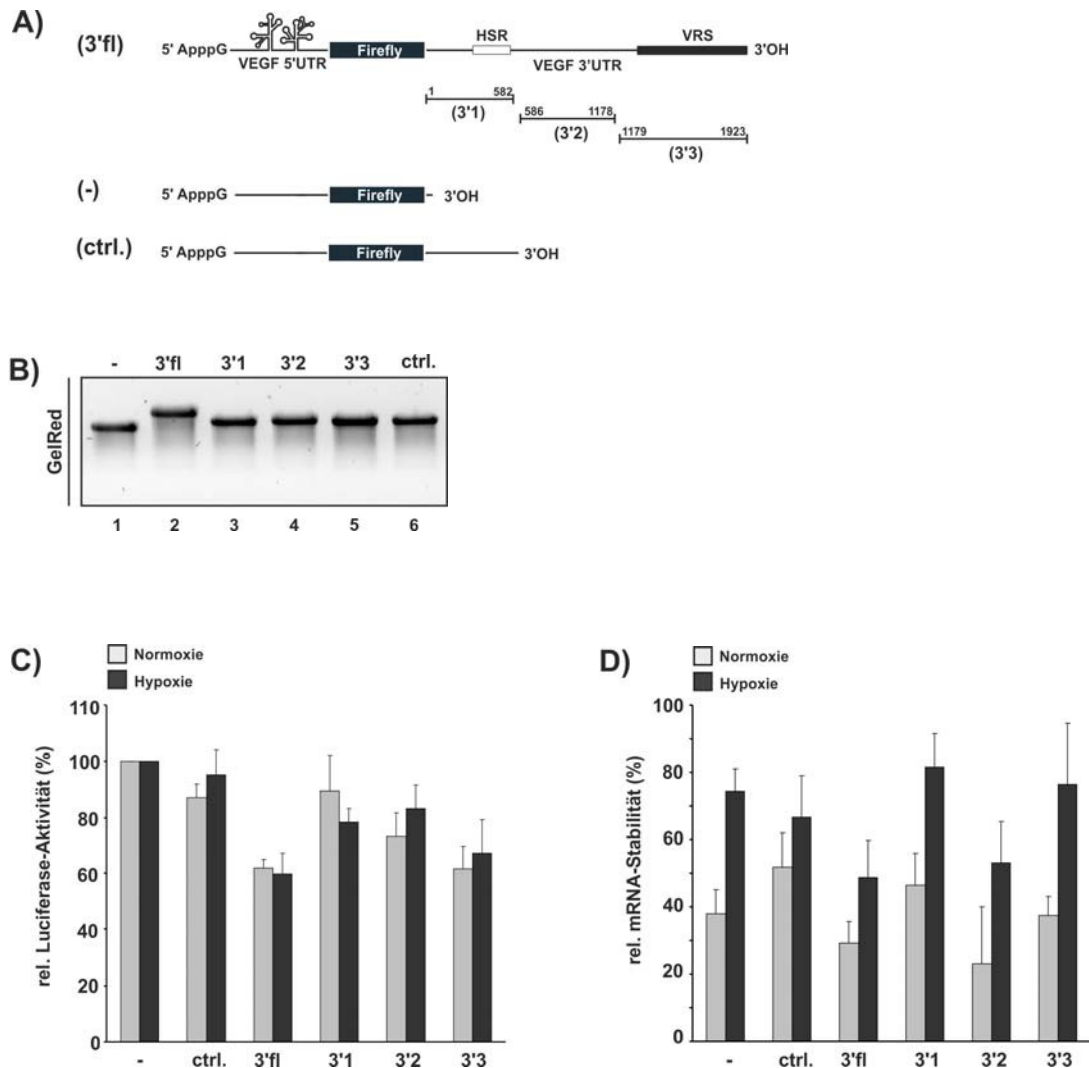 A)
(3'fl) 5' ApppG Firefly HSR VRS 3'OH
VEGF 5'UTR VEGF 3'UTR
1 582
(3'1)
586 1178
(3'2)
1179 1923
(3'3)
(-) 5' ApppG Firefly 3'OH
(ctrl.) 5' ApppG Firefly 3'OH
B)
- 3'fl 3'1 3'2 3'3 ctrl.
GelRed
1 2 3 4 5 6
C)
Normoxie
Hypoxie
rel. Luciferase-Aktivität (%)
110
100
80
60
40
20
0
- ctrl. 3'fl 3'1 3'2 3'3
D)
Normoxie
Hypoxie
rel. mRNA-Stabilität (%)
100
80
60
40
20
0
- ctrl. 3'fl 3'1 3'2 3'3